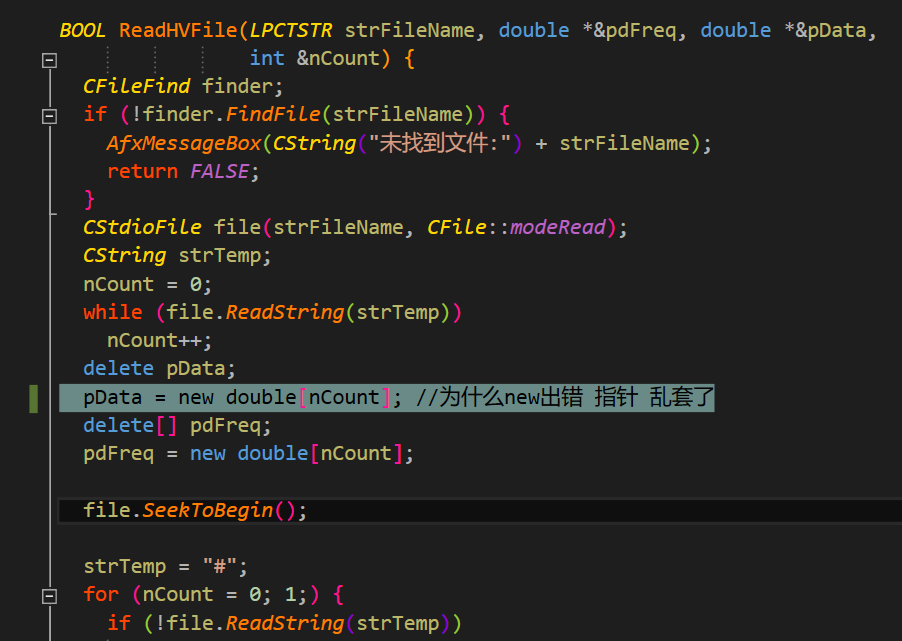 BOOL ReadHVFile(LPCTSTR strFileName, double *&pdFreq, double *&pData,
int &nCount) {
CFileFind finder;
if (!finder.FindFile(strFileName)) {
AfxMessageBox(CString("未找到文件:") + strFileName);
return FALSE;
}
CStdioFile file(strFileName, CFile::modeRead);
CString strTemp;
nCount = 0;
while (file.ReadString(strTemp))
nCount++;
delete pData;
pData = new double[nCount]; //为什么new出错 指针 乱套了
delete[] pdFreq;
pdFreq = new double[nCount];
file.SeekToBegin();
strTemp = "#";
for (nCount = 0; 1;) {
if (!file.ReadString(strTemp))